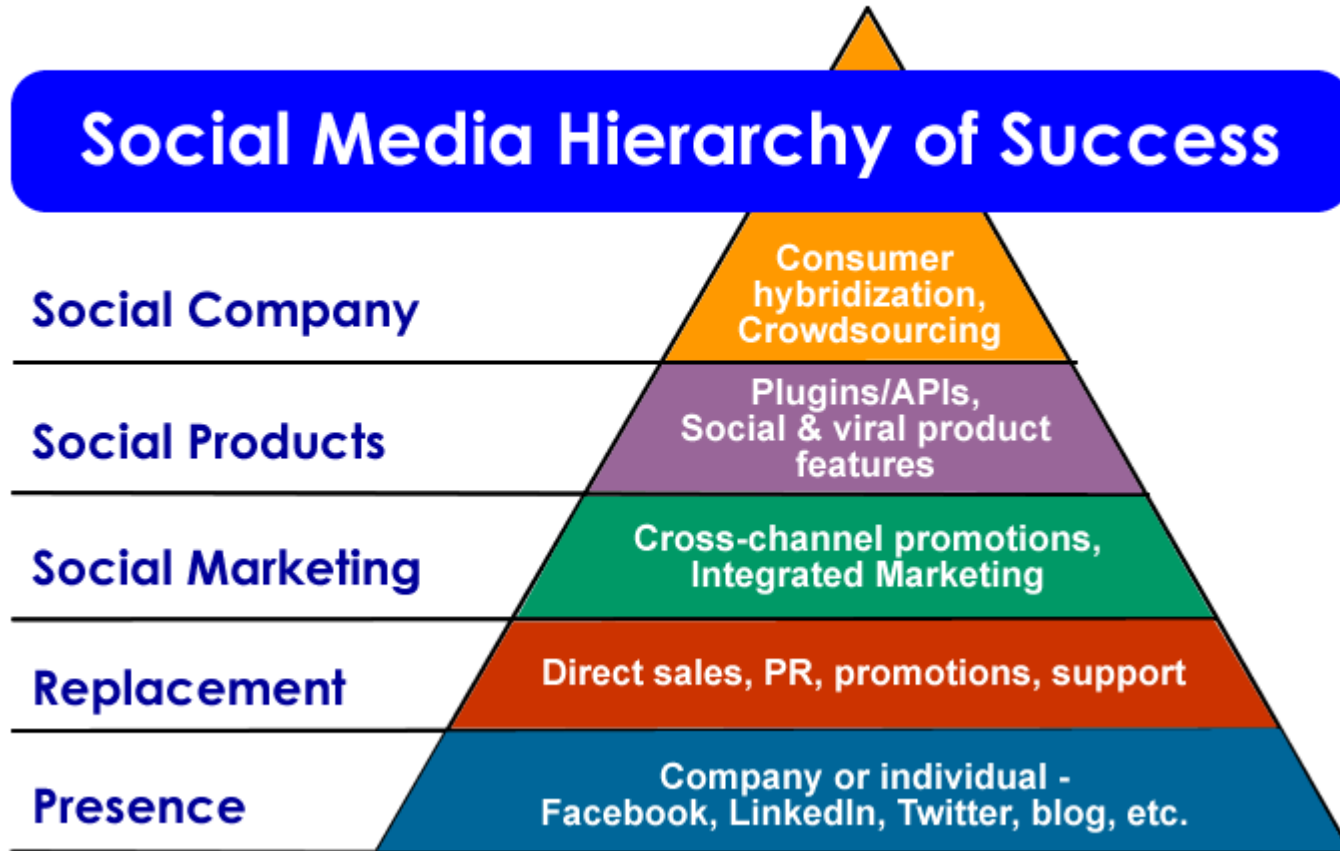 Social Media Hierarchy of Success
Social Company
Consumer
hybridization,
Crowdsourcing
Social Products
Plugins/APIs,
Social & viral product
features
Social Marketing
Cross-channel promotions,
Integrated Marketing
Replacement
Direct sales, PR, promotions, support
Presence
Company or individual -
Facebook, LinkedIn, Twitter, blog, etc.